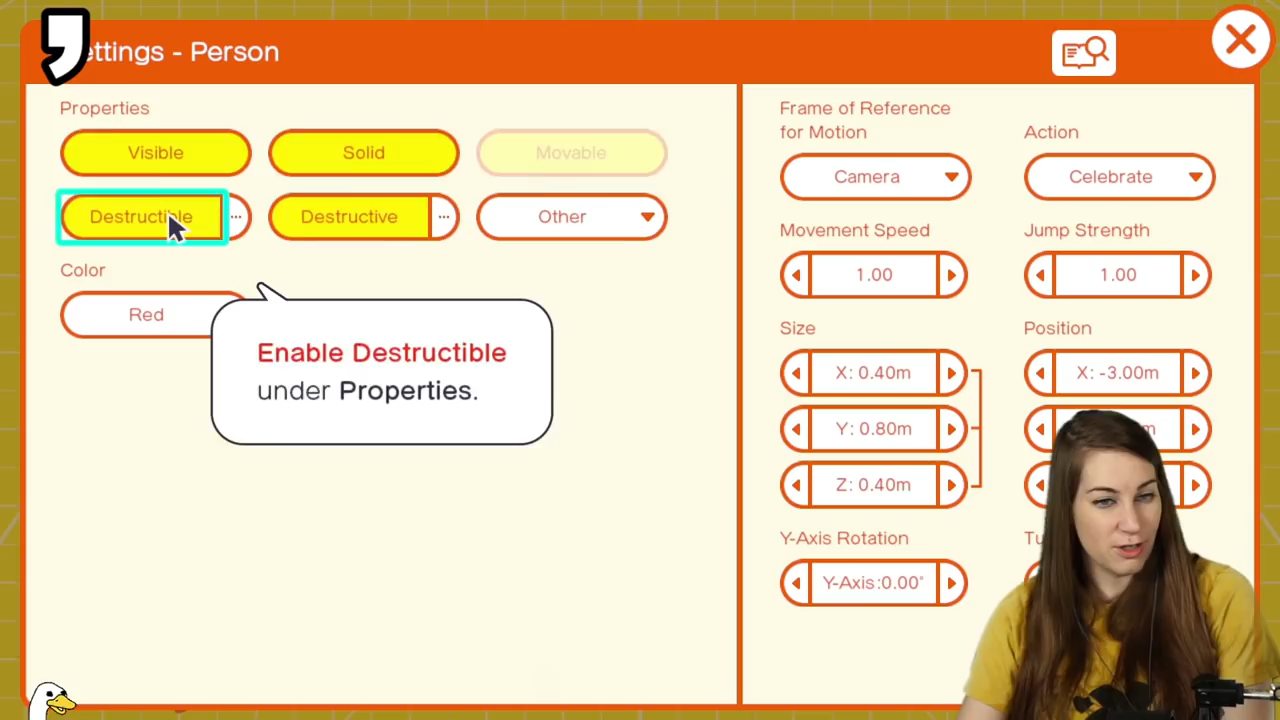 ettings - Person
Properties
Visible
Solid
Movable
Destructible
...
Destructive
...
Other
Color
Red
Enable Destructible
under Properties.
Frame of Reference
for Motion
Camera
Action
Celebrate
Movement Speed
1.00
Jump Strength
1.00
Size
X: 0.40m
Y: 0.80m
Z: 0.40m
Position
X: -3.00m
m
Y-Axis Rotation
Y-Axis:0.00°